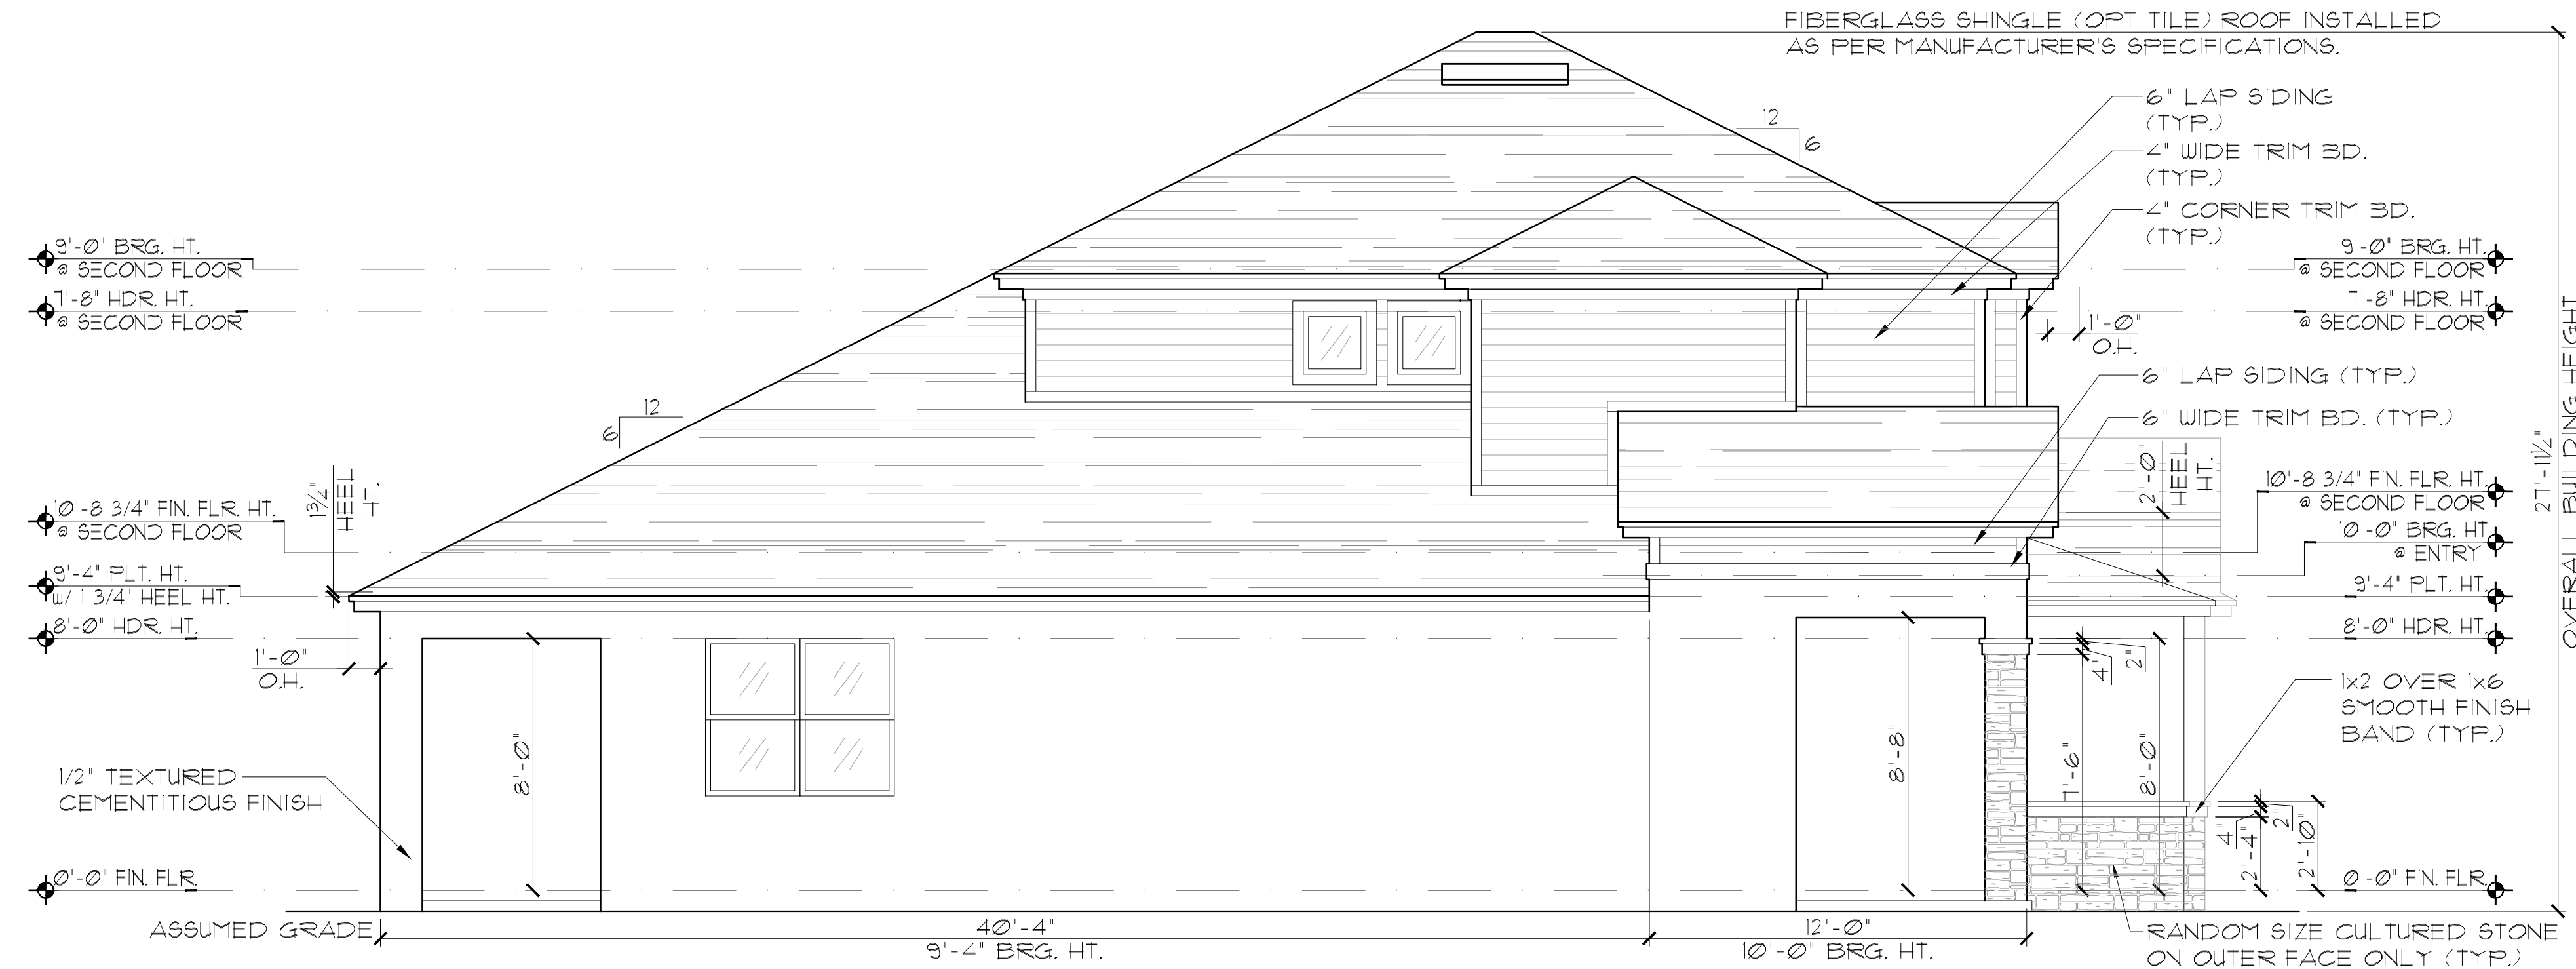 FIBERGLASS SHINGLE (OPT TILE) ROOF INSTALLED
AS PER MANUFACTURER'S SPECIFICATIONS.
6" LAP SIDING
(TYP.)
4" WIDE TRIM BD.
(TYP.)
4" CORNER TRIM BD.
(TYP.)
12
6
9'-0" BRG. HT.
@ SECOND FLOOR
7'-8" HDR. HT.
@ SECOND FLOOR
9'-0" BRG. HT.
@ SECOND FLOOR
7'-8" HDR. HT.
@ SECOND FLOOR
1'-0"
O.H.
6" LAP SIDING (TYP.)
6" WIDE TRIM BD. (TYP.)
12
6
OVERALL BUILDING HEIGHT
27'-11 1/4"
10'-8 3/4" FIN. FLR. HT.
@ SECOND FLOOR
9'-4" PLT. HT.
w/ 1 3/4" HEEL HT.
8'-0" HDR. HT.
1 3/4"
HEEL
HT.
2'-0"
HEEL
HT.
10'-8 3/4" FIN. FLR. HT.
@ SECOND FLOOR
10'-0" BRG. HT
@ ENTRY
9'-4" PLT. HT.
8'-0" HDR. HT.
1'-0"
O.H.
8'-0"
8'-8"
4"
2"
7'-6"
8'-0"
1x2 OVER 1x6
SMOOTH FINISH
BAND (TYP.)
1/2" TEXTURED
CEMENTITIOUS FINISH
4"
2"
2'-4"
2'-10"
0'-0" FIN. FLR.
0'-0" FIN. FLR.
ASSUMED GRADE
40'-4"
9'-4" BRG. HT.
12'-0"
10'-0" BRG. HT.
RANDOM SIZE CULTURED STONE
ON OUTER FACE ONLY (TYP.)